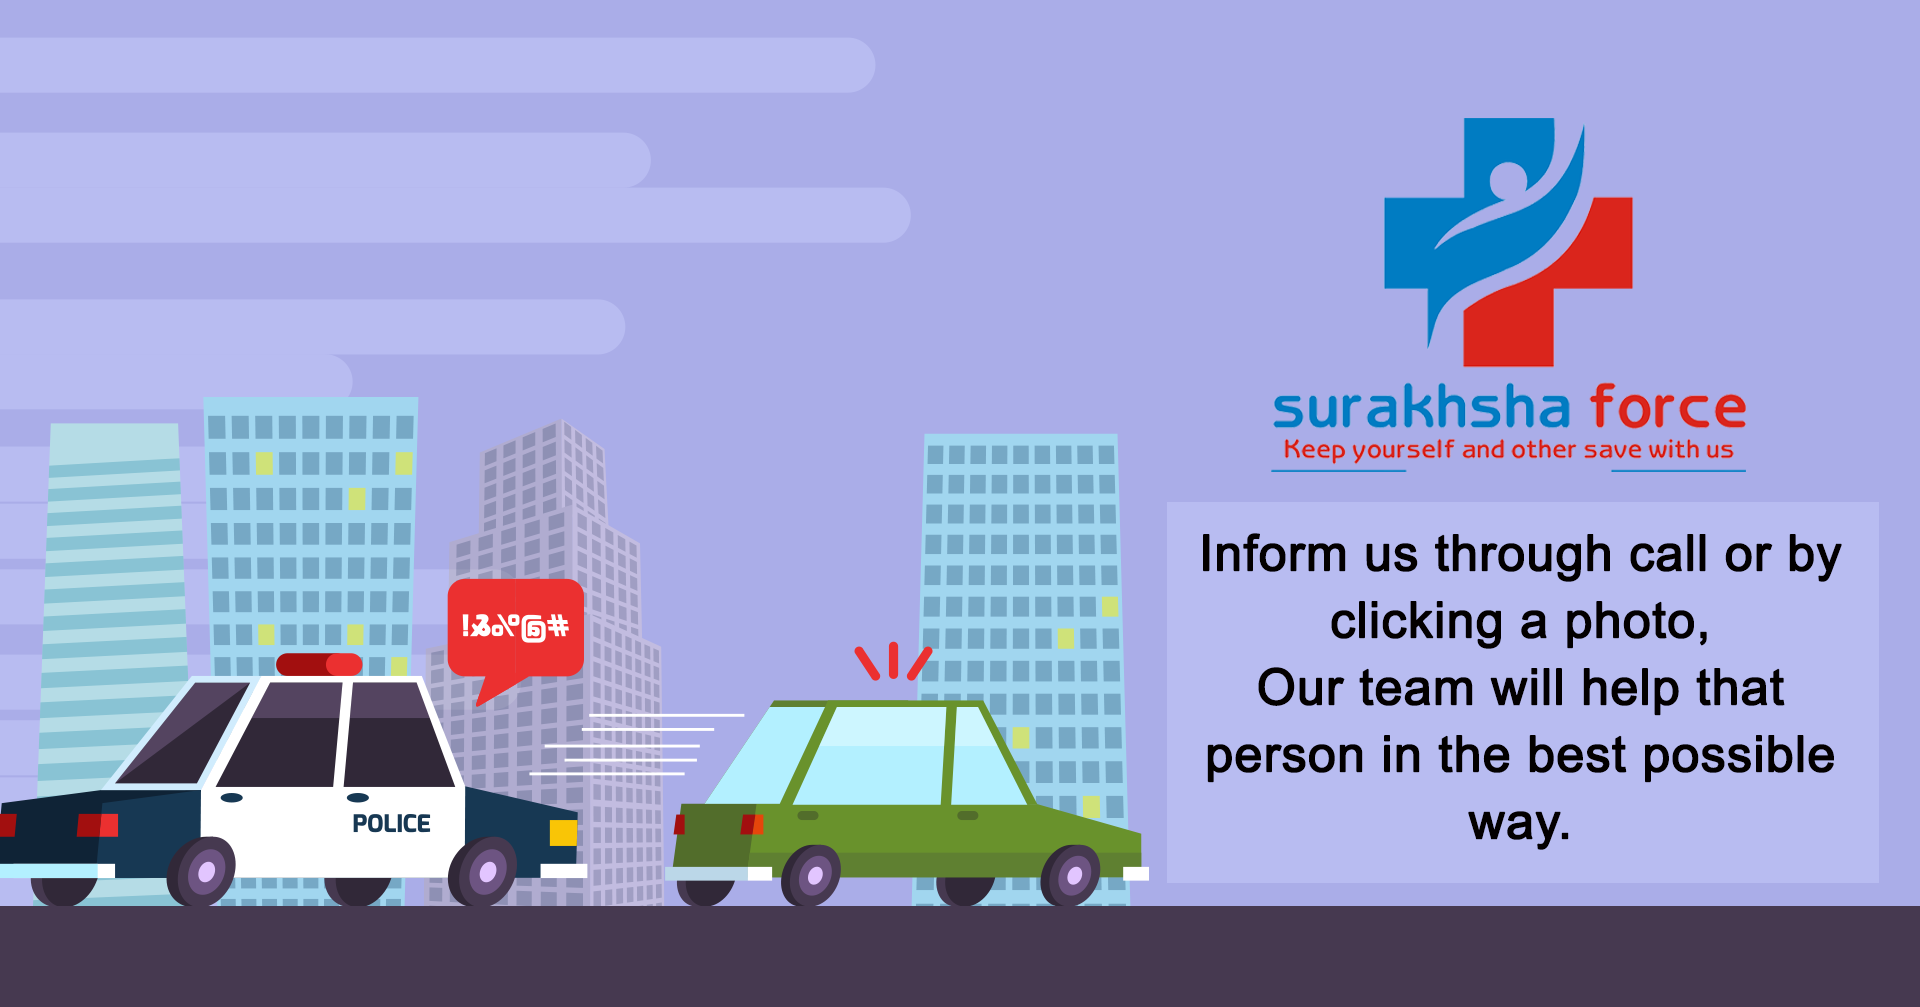 surakhsha force
Keep yourself and other save with us
Inform us through call or by
clicking a photo,
Our team will help that
person in the best possible
way.
POLICE